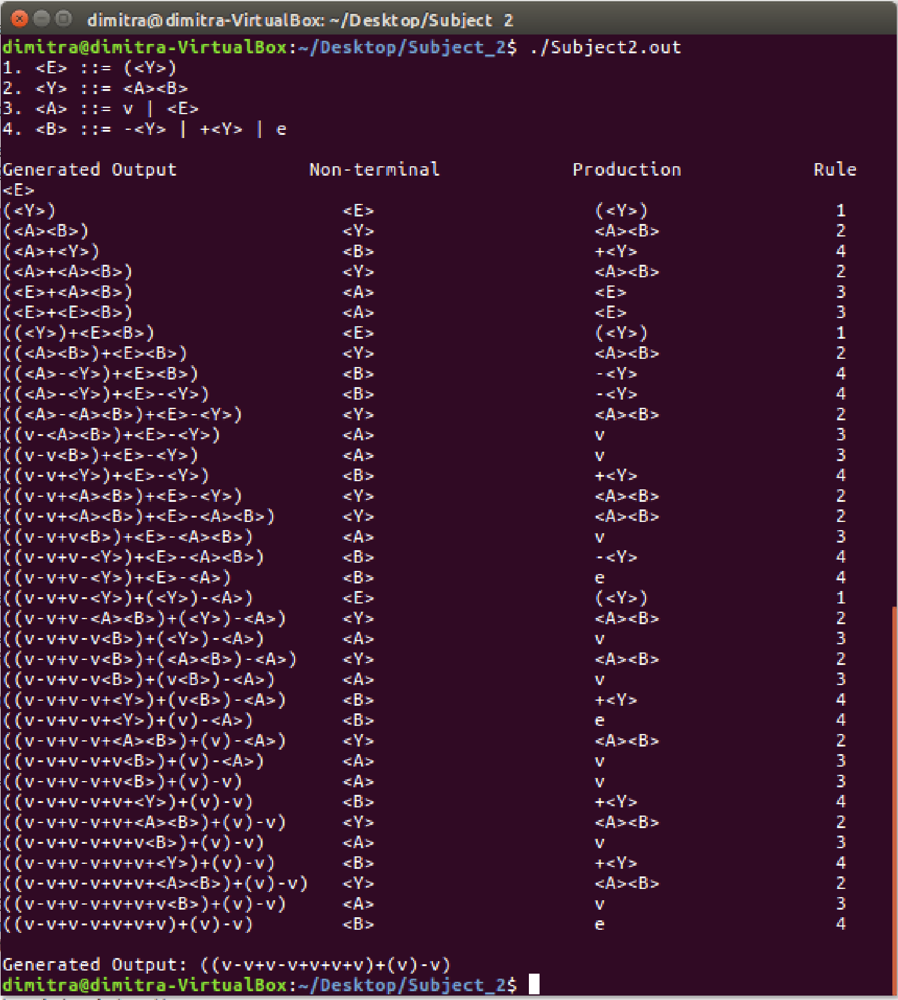 dimitra@dimitra-VirtualBox: ~/Desktop/Subject_2
dimitra@dimitra-VirtualBox:~/Desktop/Subject_2$ ./Subject2.out
1. <E> ::= (<Y>)
2. <Y> ::= <A><B>
3. <A> ::= v | <E>
4. <B> ::= -<Y> | +<Y> | e
Generated Output Non-terminal Production Rule
<E>
(<Y>) <E> (<Y>) 1
(<A><B>) <Y> <A><B> 2
(<A>+<Y>) <B> +<Y> 4
(<A>+<A><B>) <Y> <A><B> 2
(<E>+<A><B>) <A> <E> 3
(<E>+<E><B>) <A> <E> 3
((<Y>)+<E><B>) <E> (<Y>) 1
((<A><B>)+<E><B>) <Y> <A><B> 2
((<A>-<Y>)+<E><B>) <B> -<Y> 4
((<A>-<Y>)+<E>-<Y>) <B> -<Y> 4
((<A>-<A><B>)+<E>-<Y>) <Y> <A><B> 2
((v-<A><B>)+<E>-<Y>) <A> v 3
((v-v<B>)+<E>-<Y>) <A> v 3
((v-v+<Y>)+<E>-<Y>) <B> +<Y> 4
((v-v+<A><B>)+<E>-<Y>) <Y> <A><B> 2
((v-v+<A><B>)+<E>-<A><B>) <Y> <A><B> 2
((v-v+v<B>)+<E>-<A><B>) <A> v 3
((v-v+v-<Y>)+<E>-<A><B>) <B> -<Y> 4
((v-v+v-<Y>)+<E>-<A>) <B> e 4
((v-v+v-<Y>)+(<Y>)-<A>) <E> (<Y>) 1
((v-v+v-<A><B>)+(<Y>)-<A>) <Y> <A><B> 2
((v-v+v-v<B>)+(<Y>)-<A>) <A> v 3
((v-v+v-v<B>)+(<A><B>)-<A>) <Y> <A><B> 2
((v-v+v-v<B>)+(v<B>)-<A>) <A> v 3
((v-v+v-v+<Y>)+(v<B>)-<A>) <B> +<Y> 4
((v-v+v-v+<Y>)+(v)-<A>) <B> e 4
((v-v+v-v+<A><B>)+(v)-<A>) <Y> <A><B> 2
((v-v+v-v+v<B>)+(v)-<A>) <A> v 3
((v-v+v-v+v<B>)+(v)-v) <A> v 3
((v-v+v-v+v+<Y>)+(v)-v) <B> +<Y> 4
((v-v+v-v+v+<A><B>)+(v)-v) <Y> <A><B> 2
((v-v+v-v+v+v<B>)+(v)-v) <A> v 3
((v-v+v-v+v+v+<Y>)+(v)-v) <B> +<Y> 4
((v-v+v-v+v+v+<A><B>)+(v)-v) <Y> <A><B> 2
((v-v+v-v+v+v+v<B>)+(v)-v) <A> v 3
((v-v+v-v+v+v+v)+(v)-v) <B> e 4
Generated Output: ((v-v+v-v+v+v+v)+(v)-v)
dimitra@dimitra-VirtualBox:~/Desktop/Subject_2$